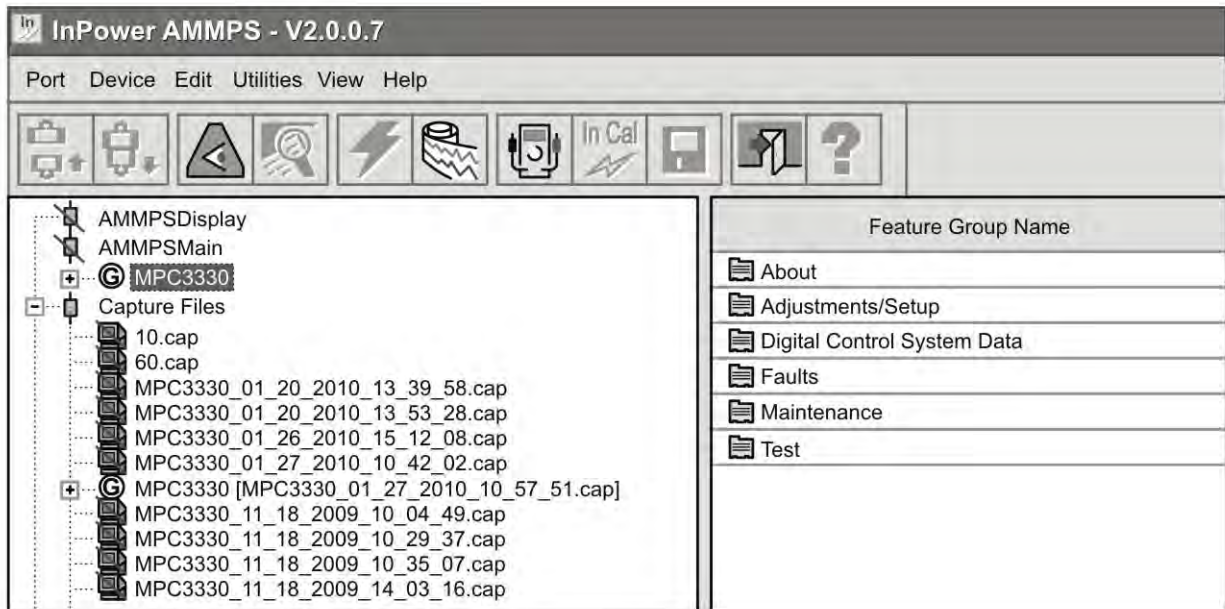 In InPower AMMPS - V2.0.0.7
Port Device Edit Utilities View Help
In Cal ?
AMMPSDisplay
AMMPSMain
G MPC3330
Capture Files
10.cap
60.cap
MPC3330_01_20_2010_13_39_58.cap
MPC3330_01_20_2010_13_53_28.cap
MPC3330_01_26_2010_15_12_08.cap
MPC3330_01_27_2010_10_42_02.cap
G MPC3330 [MPC3330_01_27_2010_10_57_51.cap]
MPC3330_11_18_2009_10_04_49.cap
MPC3330_11_18_2009_10_29_37.cap
MPC3330_11_18_2009_10_35_07.cap
MPC3330_11_18_2009_14_03_16.cap
Feature Group Name
About
Adjustments/Setup
Digital Control System Data
Faults
Maintenance
Test